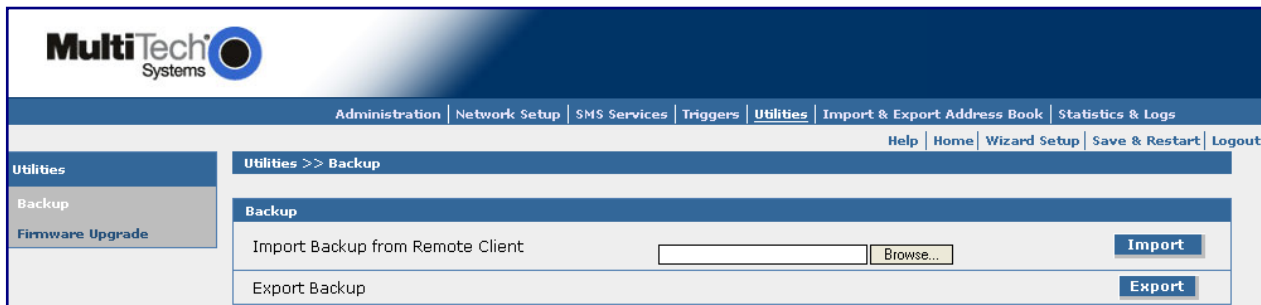 MultiTech
Systems
Administration | Network Setup | SMS Services | Triggers | Utilities | Import & Export Address Book | Statistics & Logs
Help | Home | Wizard Setup | Save & Restart | Logout
Utilities
Backup
Firmware Upgrade
Utilities >> Backup
Backup
Import Backup from Remote Client Browse... Import
Export Backup Export